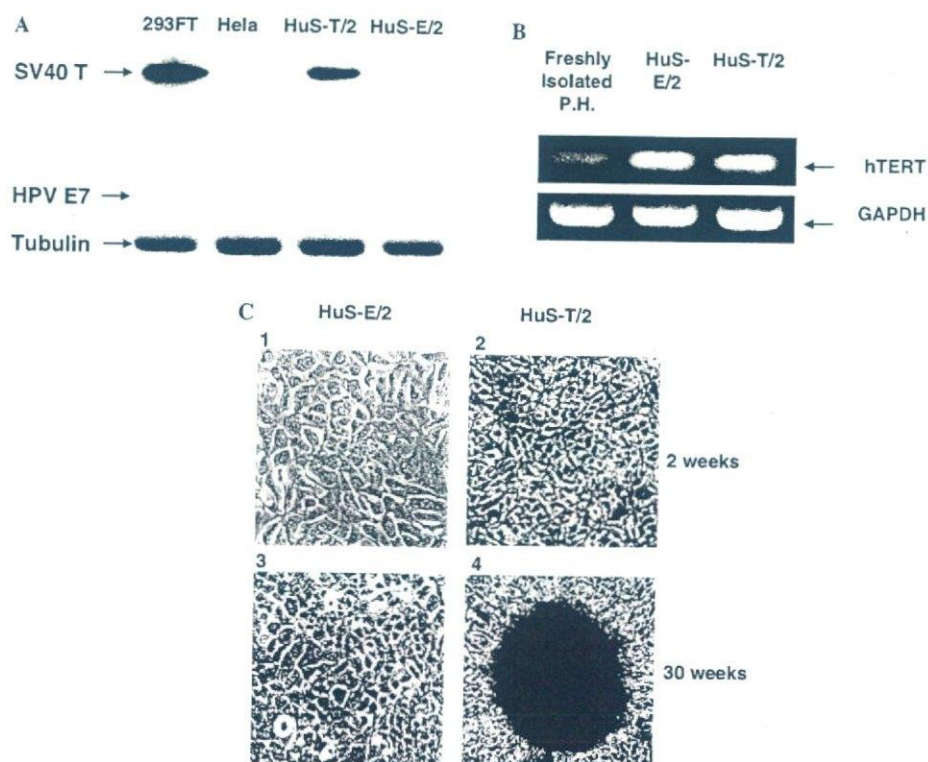 A
293FT Hela HuS-T/2 HuS-E/2
SV40 T
HPV E7
Tubulin
B
Freshly
Isolated
P.H.
HuS-
E/2
HuS-T/2
hTERT
GAPDH
C
HuS-E/2 HuS-T/2
1 2
2 weeks
3 4
30 weeks